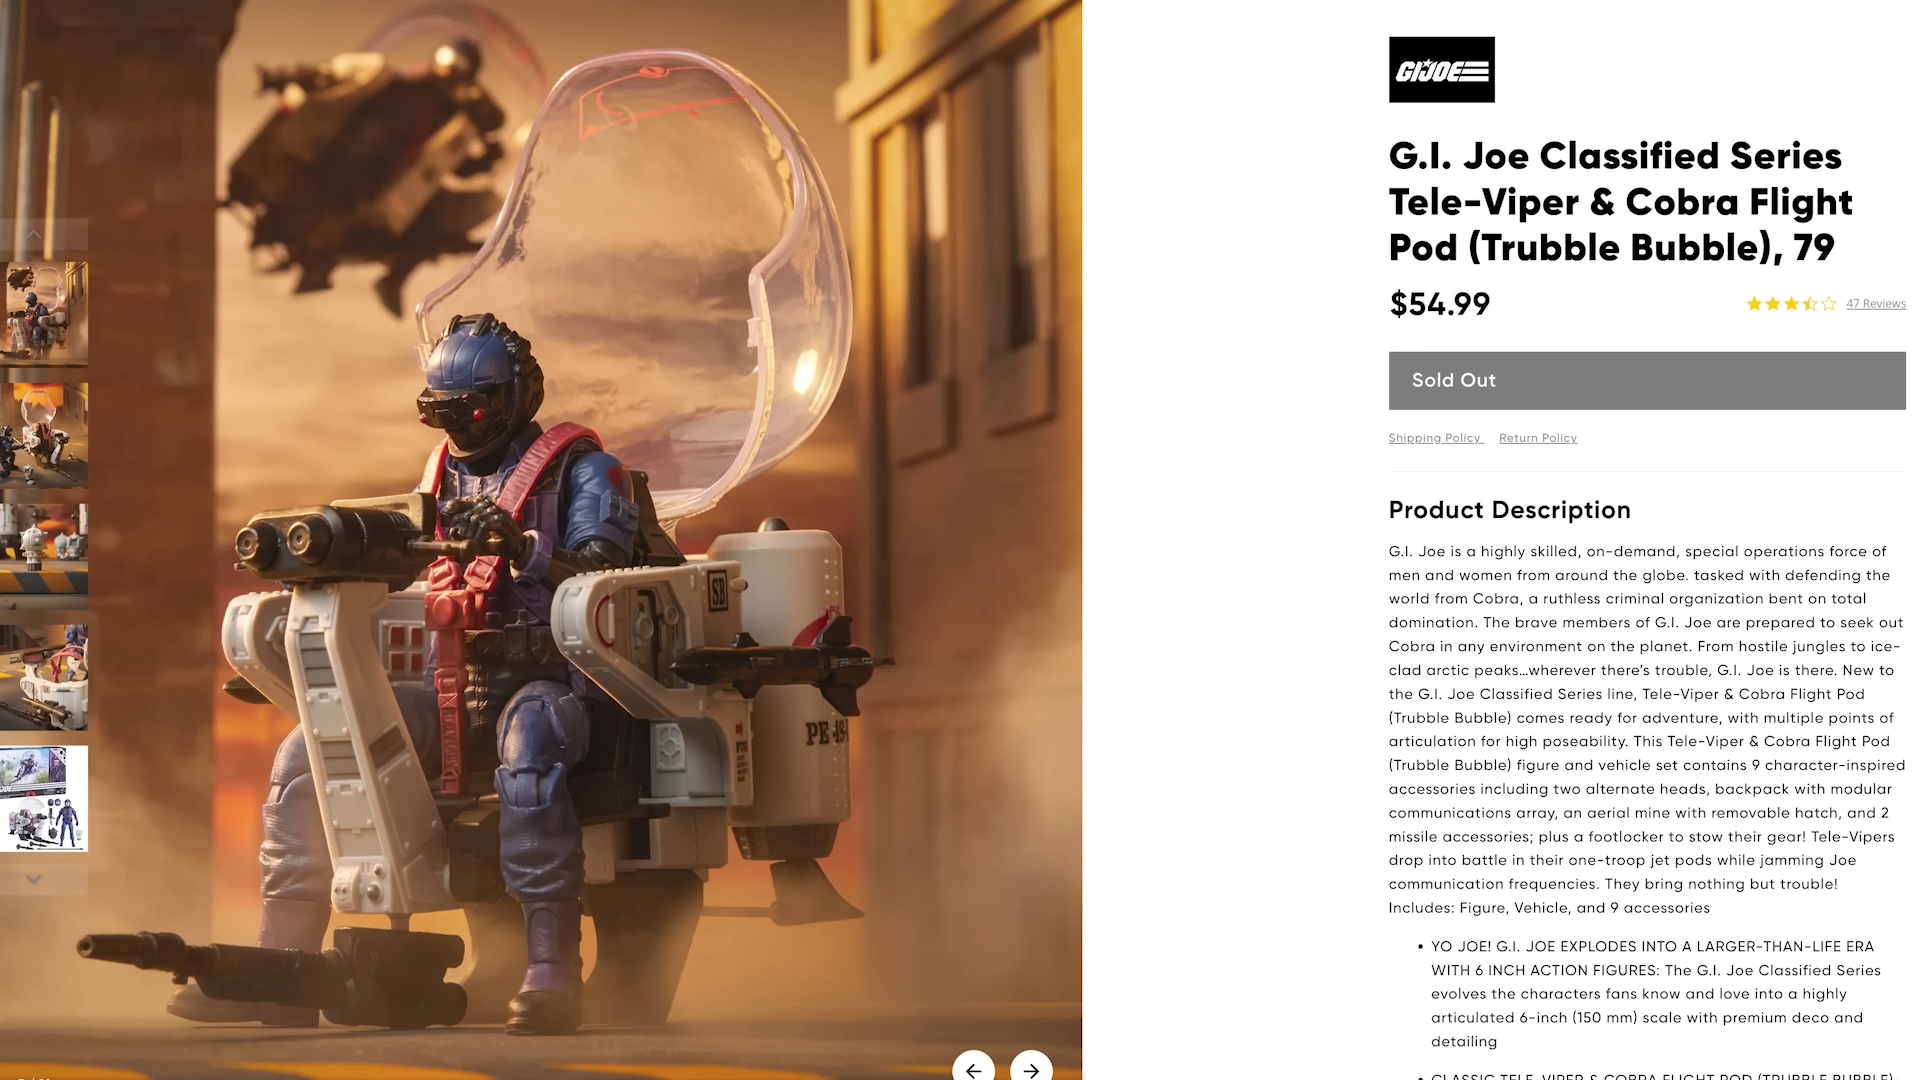 GIJOE
G.I. Joe Classified Series
Tele-Viper & Cobra Flight
Pod (Trubble Bubble), 79
$54.99
47 Reviews
Sold Out
Shipping Policy
Return Policy
Product Description
G.I. Joe is a highly skilled, on-demand, special operations force of
men and women from around the globe. tasked with defending the
world from Cobra, a ruthless criminal organization bent on total
domination. The brave members of G.I. Joe are prepared to seek out
Cobra in any environment on the planet. From hostile jungles to ice-
clad arctic peaks…wherever there’s trouble, G.I. Joe is there. New to
the G.I. Joe Classified Series line, Tele-Viper & Cobra Flight Pod
(Trubble Bubble) comes ready for adventure, with multiple points of
articulation for high poseability. This Tele-Viper & Cobra Flight Pod
(Trubble Bubble) figure and vehicle set contains 9 character-inspired
accessories including two alternate heads, backpack with modular
communications array, an aerial mine with removable hatch, and 2
missile accessories; plus a footlocker to stow their gear! Tele-Vipers
drop into battle in their one-troop jet pods while jamming Joe
communication frequencies. They bring nothing but trouble!
Includes: Figure, Vehicle, and 9 accessories
• YO JOE! G.I. JOE EXPLODES INTO A LARGER-THAN-LIFE ERA
WITH 6 INCH ACTION FIGURES: The G.I. Joe Classified Series
evolves the characters fans know and love into a highly
articulated 6-inch (150 mm) scale with premium deco and
detailing
• CLASSIC TELE-VIPER & COBRA FLIGHT POD (TRUBBLE BUBBLE)-
SB
PE-49